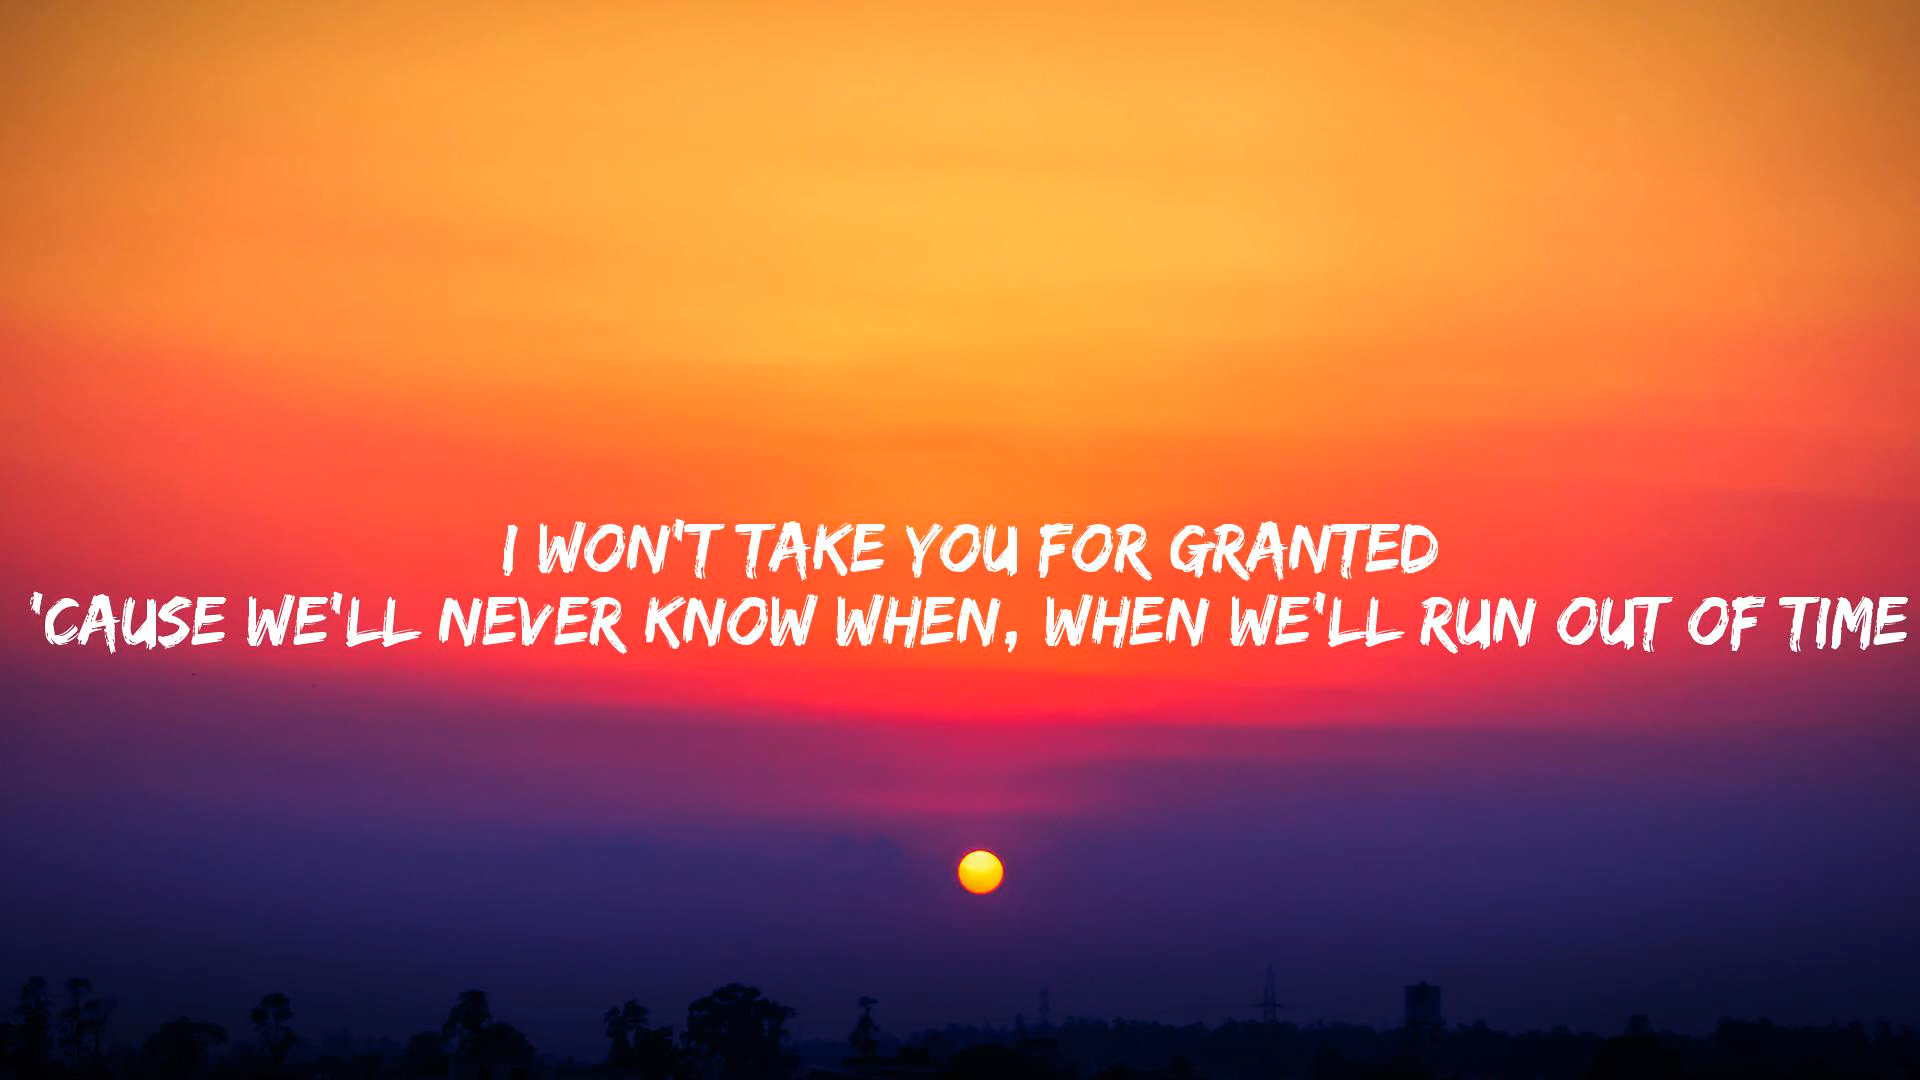 I WON'T TAKE YOU FOR GRANTED
'CAUSE WE'LL NEVER KNOW WHEN, WHEN WE'LL RUN OUT OF TIME